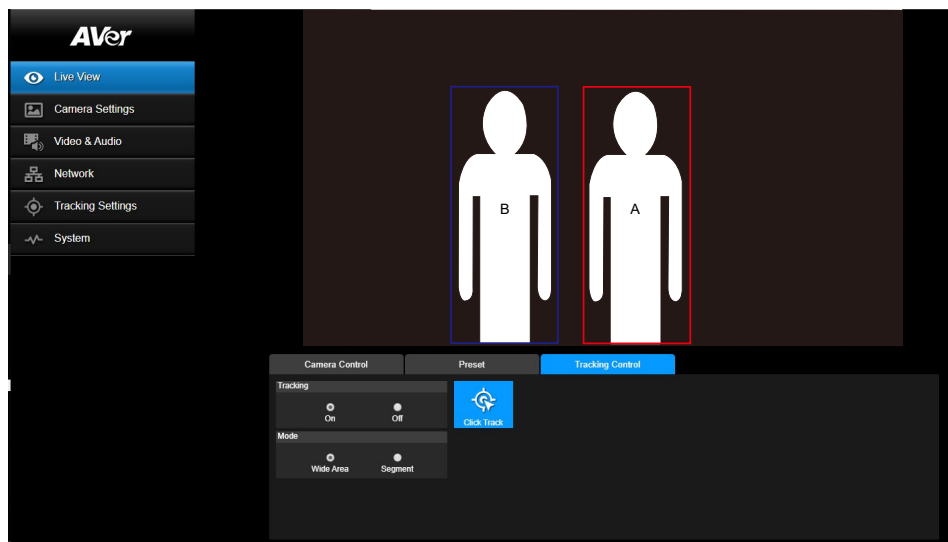 AVer
Live View
Camera Settings
Video & Audio
Network
Tracking Settings
System
B
A
Camera Control
Preset
Tracking Control
Tracking
On
Off
Click Track
Mode
Wide Area
Segment